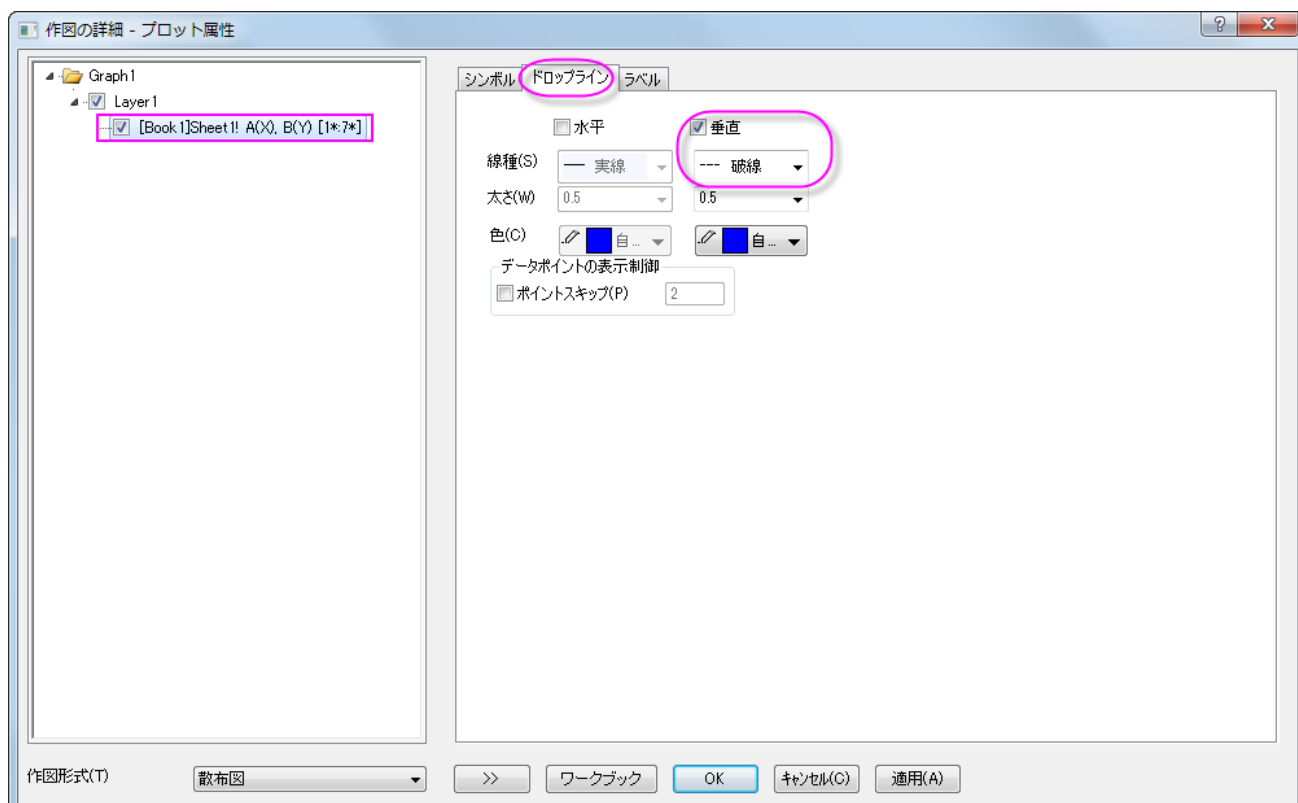 作図の詳細 - プロット属性
Graph1
Layer1
[Book1]Sheet1! A(X), B(Y) [1*:7*]
シンボル ドロップライン ラベル
水平 垂直
線種(S) 実線 破線
太さ(W) 0.5 0.5
色(C) 自... 自...
データポイントの表示制御
ポイントスキップ(P) 2
作図形式(T) 散布図 >> ワークブック OK キャンセル(C) 適用(A)